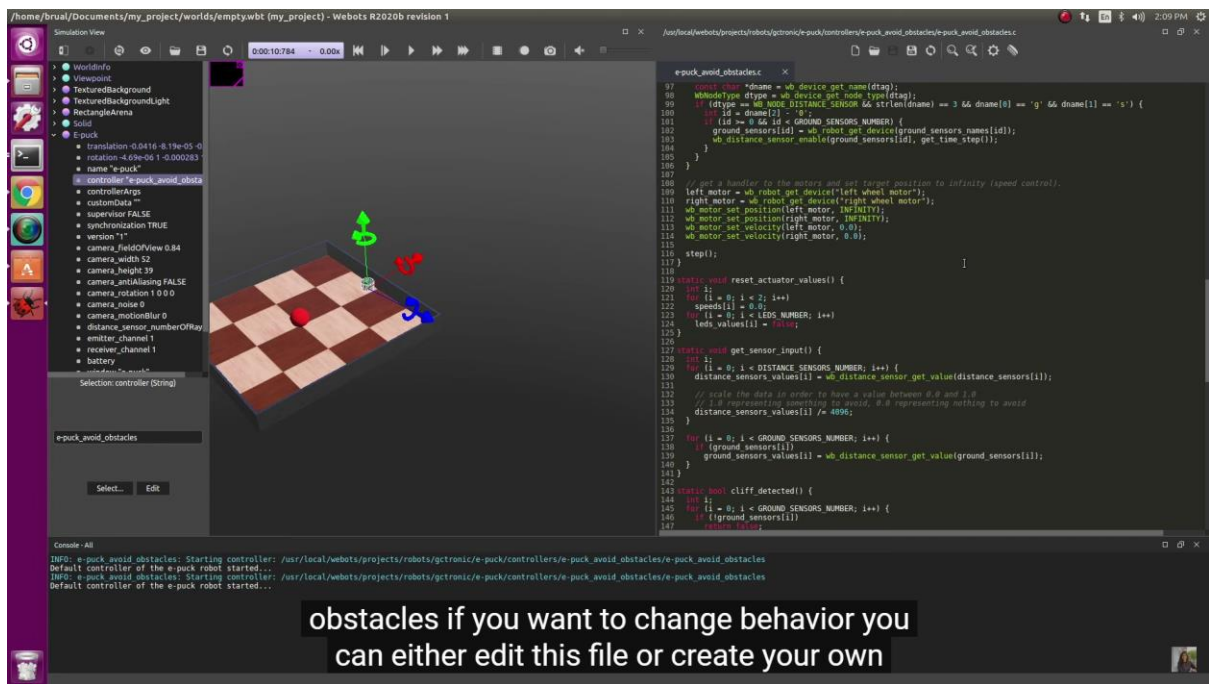 /home/brual/Documents/my_project/worlds/empty.wbt (my_project) - Webots R2020b revision 1
En
2:09 PM
Simulation View
0:00:10:784 - 0.00x
WorldInfo
Viewpoint
TexturedBackground
TexturedBackgroundLight
RectangleArena
Solid
E-puck
translation -0.0416 -8.19e-05 -0
rotation -4.69e-06 1 -0.000283
name "e-puck"
controller "e-puck_avoid_obsta
controllerArgs
customData ""
supervisor FALSE
synchronization TRUE
version "1"
camera_fieldOfView 0.84
camera_width 52
camera_height 39
camera_antiAliasing FALSE
camera_rotation 1 0 0 0
camera_noise 0
camera_motionBlur 0
distance_sensor_numberOfRay
emitter_channel 1
receiver_channel 1
battery
Selection: controller (String)
e-puck_avoid_obstacles
Select...
Edit
/usr/local/webots/projects/robots/gctronic/e-puck/controllers/e-puck_avoid_obstacles/e-puck_avoid_obstacles.c
e-puck_avoid_obstacles.c
97 const char *dname = wb_device_get_name(dtag);
98 WbNodeType dtype = wb_device_get_node_type(dtag);
99 if (dtype == WB_NODE_DISTANCE_SENSOR && strlen(dname) == 3 && dname[0] == 'g' && dname[1] == 's') {
100 int id = dname[2] - '0';
101 if (id >= 0 && id < GROUND_SENSORS_NUMBER) {
102 ground_sensors[id] = wb_robot_get_device(ground_sensors_names[id]);
103 wb_distance_sensor_enable(ground_sensors[id], get_time_step());
104 }
105 }
106 }
107
108 // get a handler to the motors and set target position to infinity (speed control).
109 left_motor = wb_robot_get_device("left wheel motor");
110 right_motor = wb_robot_get_device("right wheel motor");
111 wb_motor_set_position(left_motor, INFINITY);
112 wb_motor_set_position(right_motor, INFINITY);
113 wb_motor_set_velocity(left_motor, 0.0);
114 wb_motor_set_velocity(right_motor, 0.0);
115
116 step();
117 }
118
119 static void reset_actuator_values() {
120 int i;
121 for (i = 0; i < 2; i++)
122 speeds[i] = 0.0;
123 for (i = 0; i < LEDS_NUMBER; i++)
124 leds_values[i] = false;
125 }
126
127 static void get_sensor_input() {
128 int i;
129 for (i = 0; i < DISTANCE_SENSORS_NUMBER; i++) {
130 distance_sensors_values[i] = wb_distance_sensor_get_value(distance_sensors[i]);
131
132 // scale the data in order to have a value between 0.0 and 1.0
133 // 1.0 representing something to avoid, 0.0 representing nothing to avoid
134 distance_sensors_values[i] /= 4096;
135 }
136
137 for (i = 0; i < GROUND_SENSORS_NUMBER; i++) {
138 if (ground_sensors[i])
139 ground_sensors_values[i] = wb_distance_sensor_get_value(ground_sensors[i]);
140 }
141 }
142
143 static bool cliff_detected() {
144 int i;
145 for (i = 0; i < GROUND_SENSORS_NUMBER; i++) {
146 if (!ground_sensors[i])
147 return false;
Console - All
INFO: e-puck_avoid_obstacles: Starting controller: /usr/local/webots/projects/robots/gctronic/e-puck/controllers/e-puck_avoid_obstacles/e-puck_avoid_obstacles
Default controller of the e-puck robot started...
INFO: e-puck_avoid_obstacles: Starting controller: /usr/local/webots/projects/robots/gctronic/e-puck/controllers/e-puck_avoid_obstacles/e-puck_avoid_obstacles
Default controller of the e-puck robot started...
obstacles if you want to change behavior you
can either edit this file or create your own